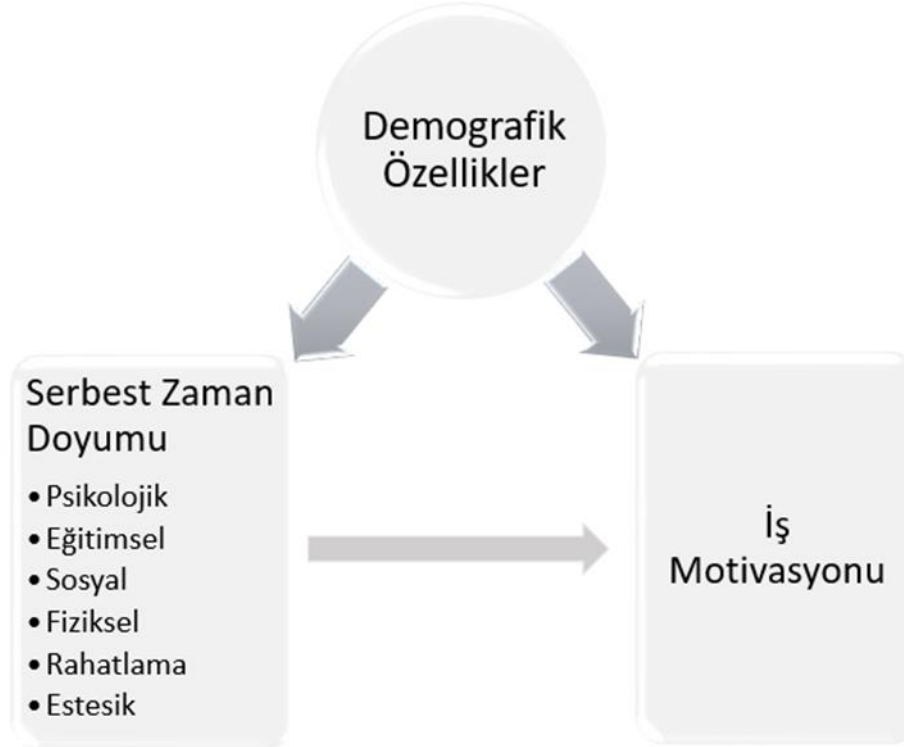 Demografik
Özellikler
Serbest Zaman
Doyumu
• Psikolojik
• Eğitimsel
• Sosyal
• Fiziksel
• Rahatlama
• Estesik
İş
Motivasyonu